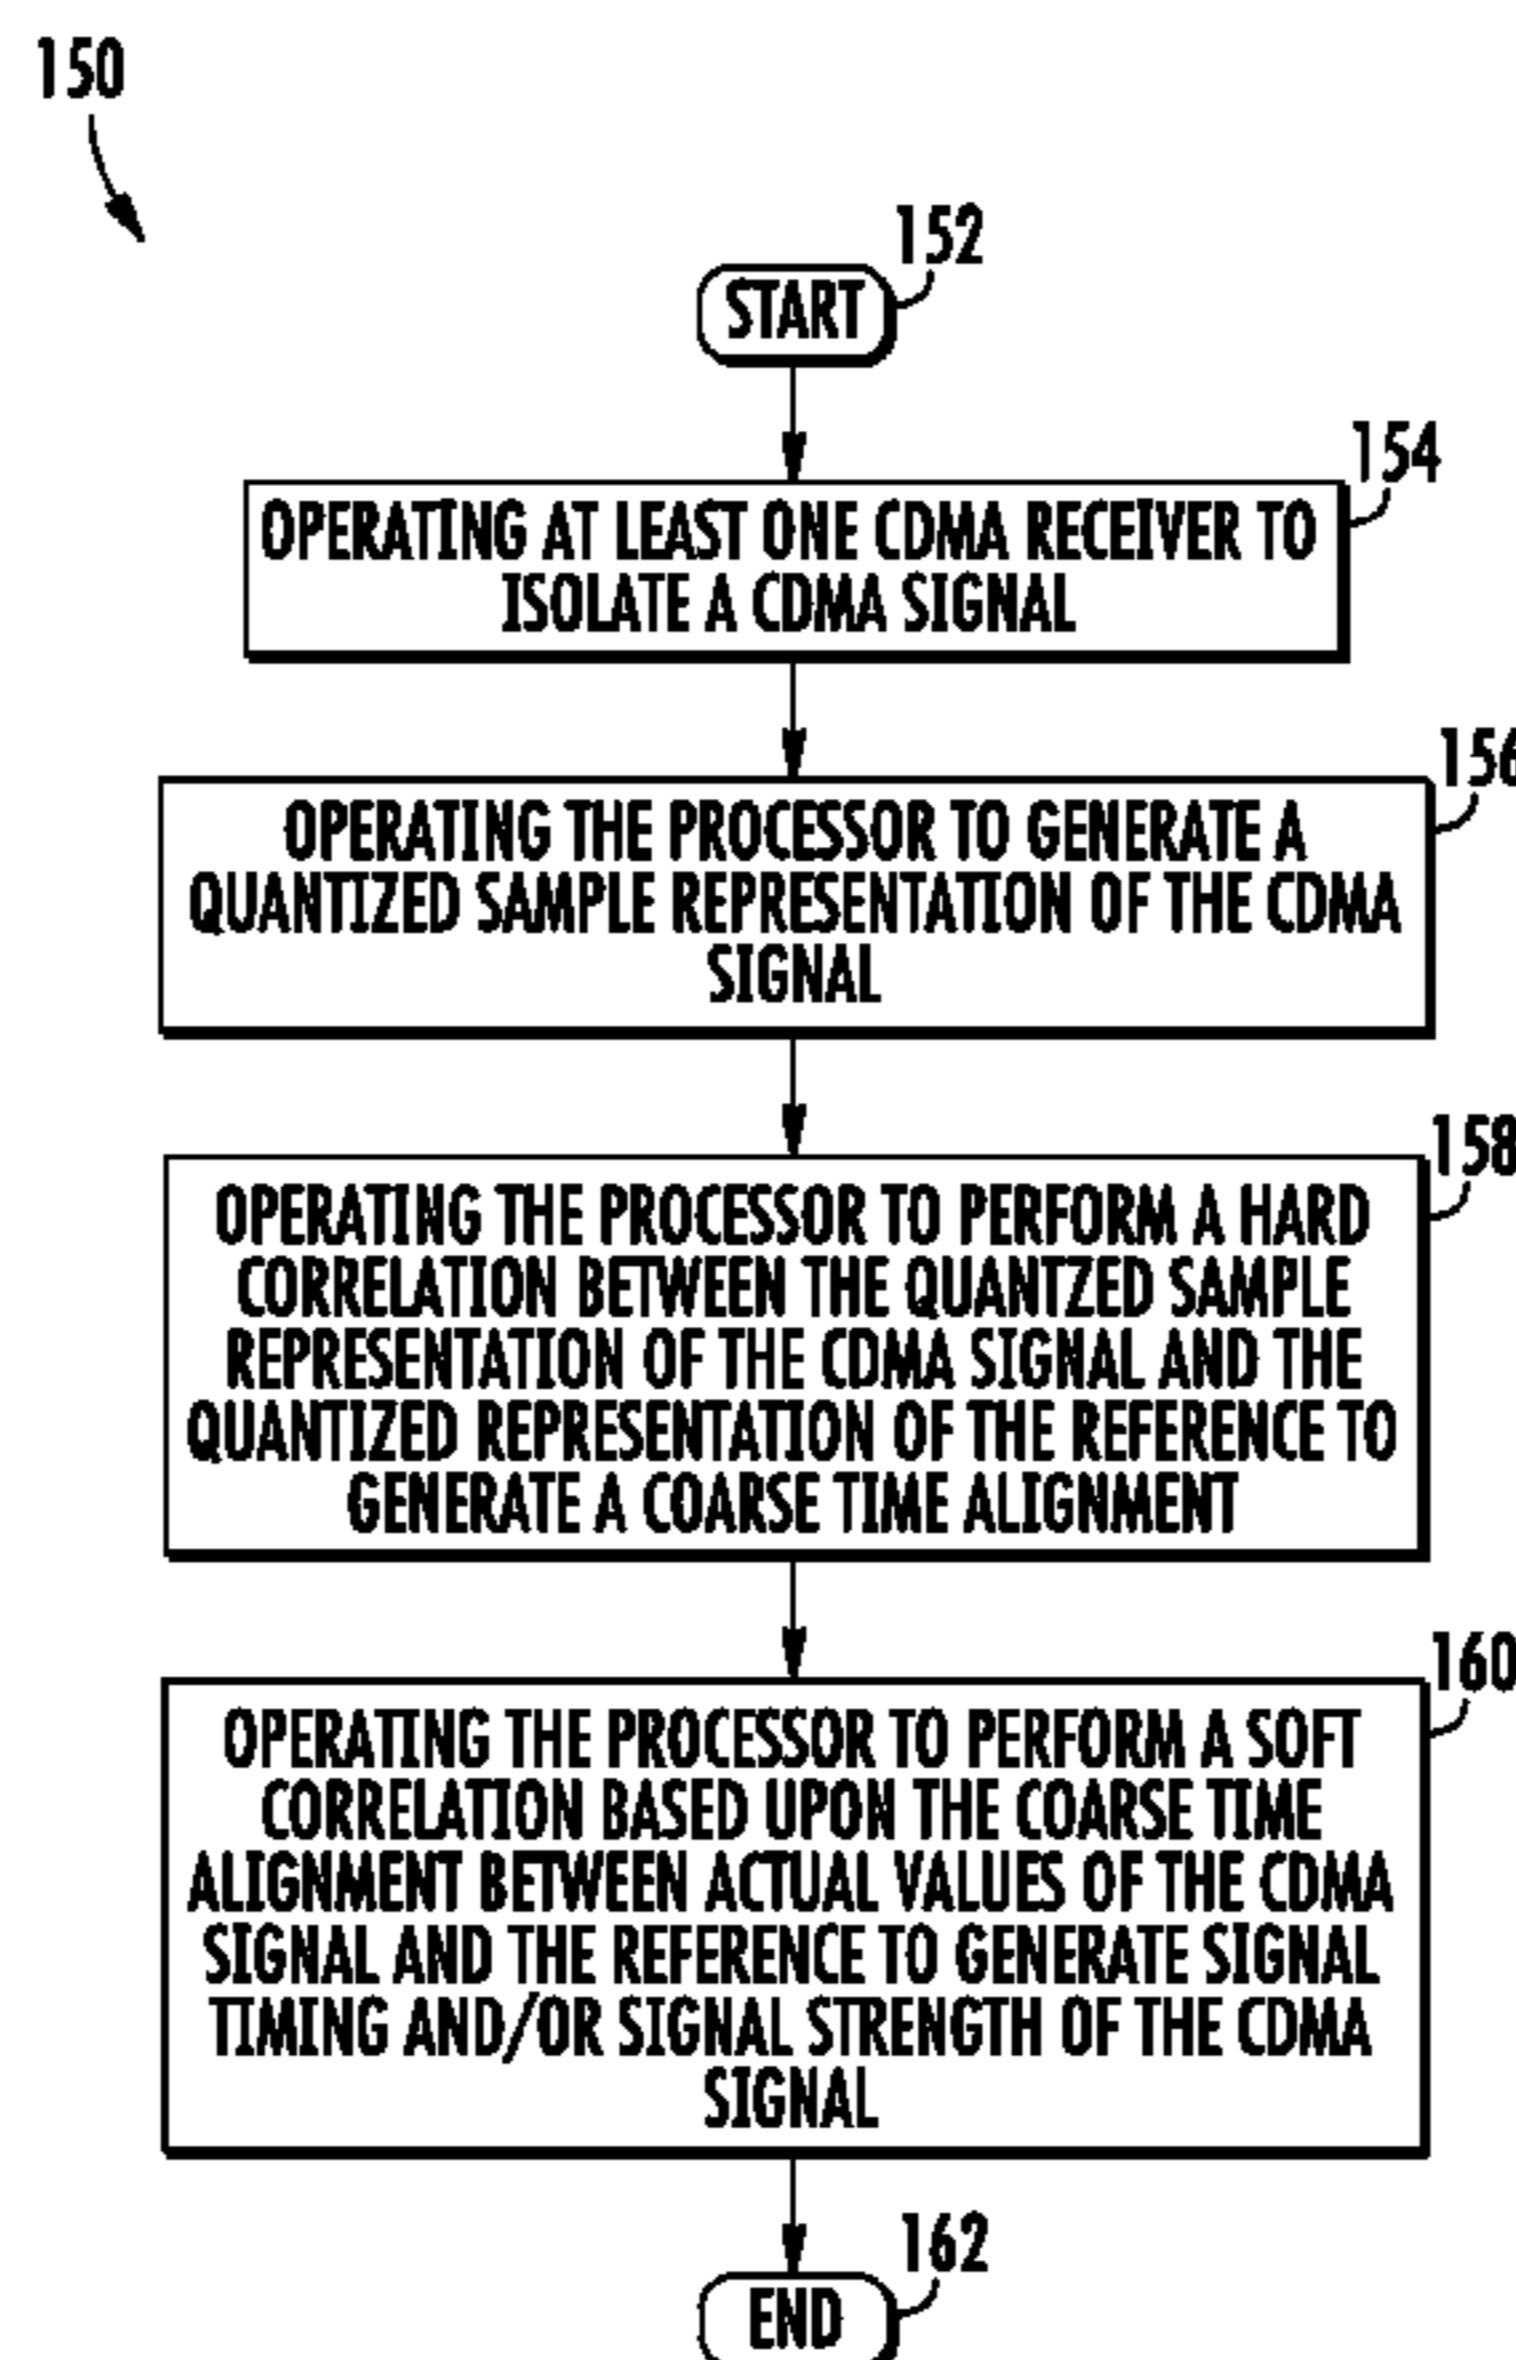 150
152
START
154
OPERATING AT LEAST ONE CDMA RECEIVER TO
ISOLATE A CDMA SIGNAL
156
OPERATING THE PROCESSOR TO GENERATE A
QUANTIZED SAMPLE REPRESENTATION OF THE CDMA
SIGNAL
158
OPERATING THE PROCESSOR TO PERFORM A HARD
CORRELATION BETWEEN THE QUANTZED SAMPLE
REPRESENTATION OF THE CDMA SIGNAL AND THE
QUANTIZED REPRESENTATION OF THE REFERENCE TO
GENERATE A COARSE TIME ALIGNMENT
160
OPERATING THE PROCESSOR TO PERFORM A SOFT
CORRELATION BASED UPON THE COARSE TIME
ALIGNMENT BETWEEN ACTUAL VALUES OF THE CDMA
SIGNAL AND THE REFERENCE TO GENERATE SIGNAL
TIMING AND/OR SIGNAL STRENGTH OF THE CDMA
SIGNAL
162
END